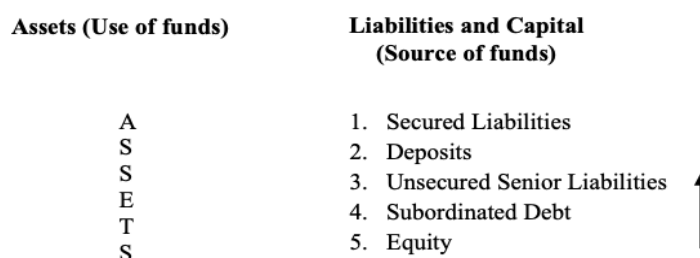 Assets (Use of funds)
Liabilities and Capital
(Source of funds)
A
S
S
E
T
S
1. Secured Liabilities
2. Deposits
3. Unsecured Senior Liabilities
4. Subordinated Debt
5. Equity